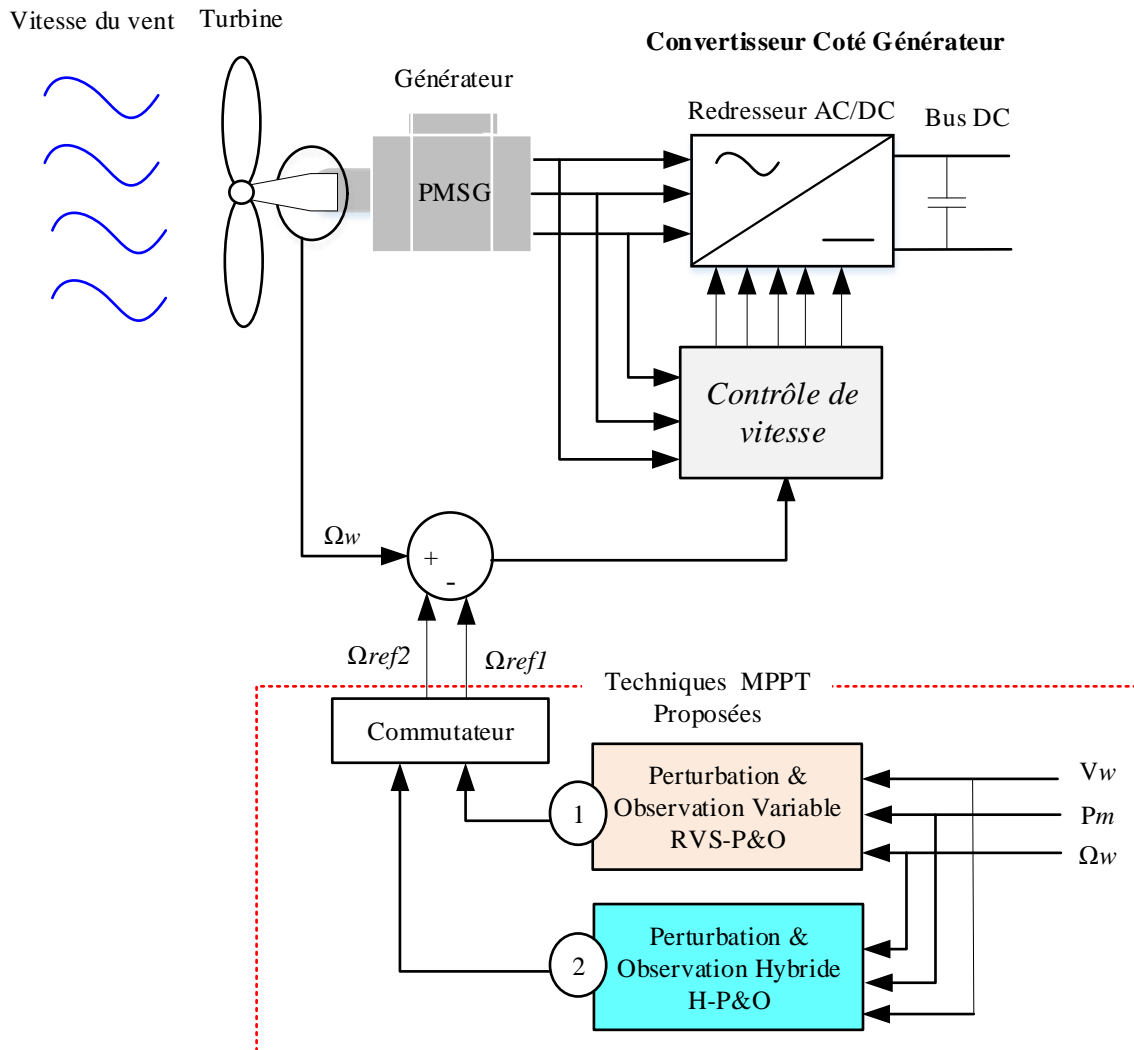 Vitesse du vent
Turbine
Convertisseur Coté Générateur
Générateur
Redresseur AC/DC
Bus DC
PMSG
Contrôle de
vitesse
Ωw
+
-
Ωref2
Ωref1
Techniques MPPT
Proposées
Commutateur
1
Perturbation &
Observation Variable
RVS-P&O
Vw
Pm
Ωw
2
Perturbation &
Observation Hybride
H-P&O